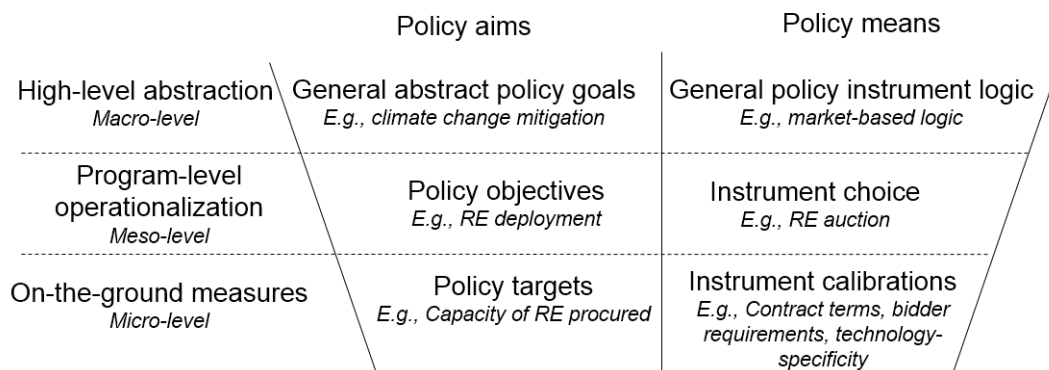 Policy aims
Policy means
High-level abstraction
Macro-level
General abstract policy goals
E.g., climate change mitigation
General policy instrument logic
E.g., market-based logic
Program-level
operationalization
Meso-level
Policy objectives
E.g., RE deployment
Instrument choice
E.g., RE auction
On-the-ground measures
Micro-level
Policy targets
E.g., Capacity of RE procured
Instrument calibrations
E.g., Contract terms, bidder
requirements, technology-
specificity